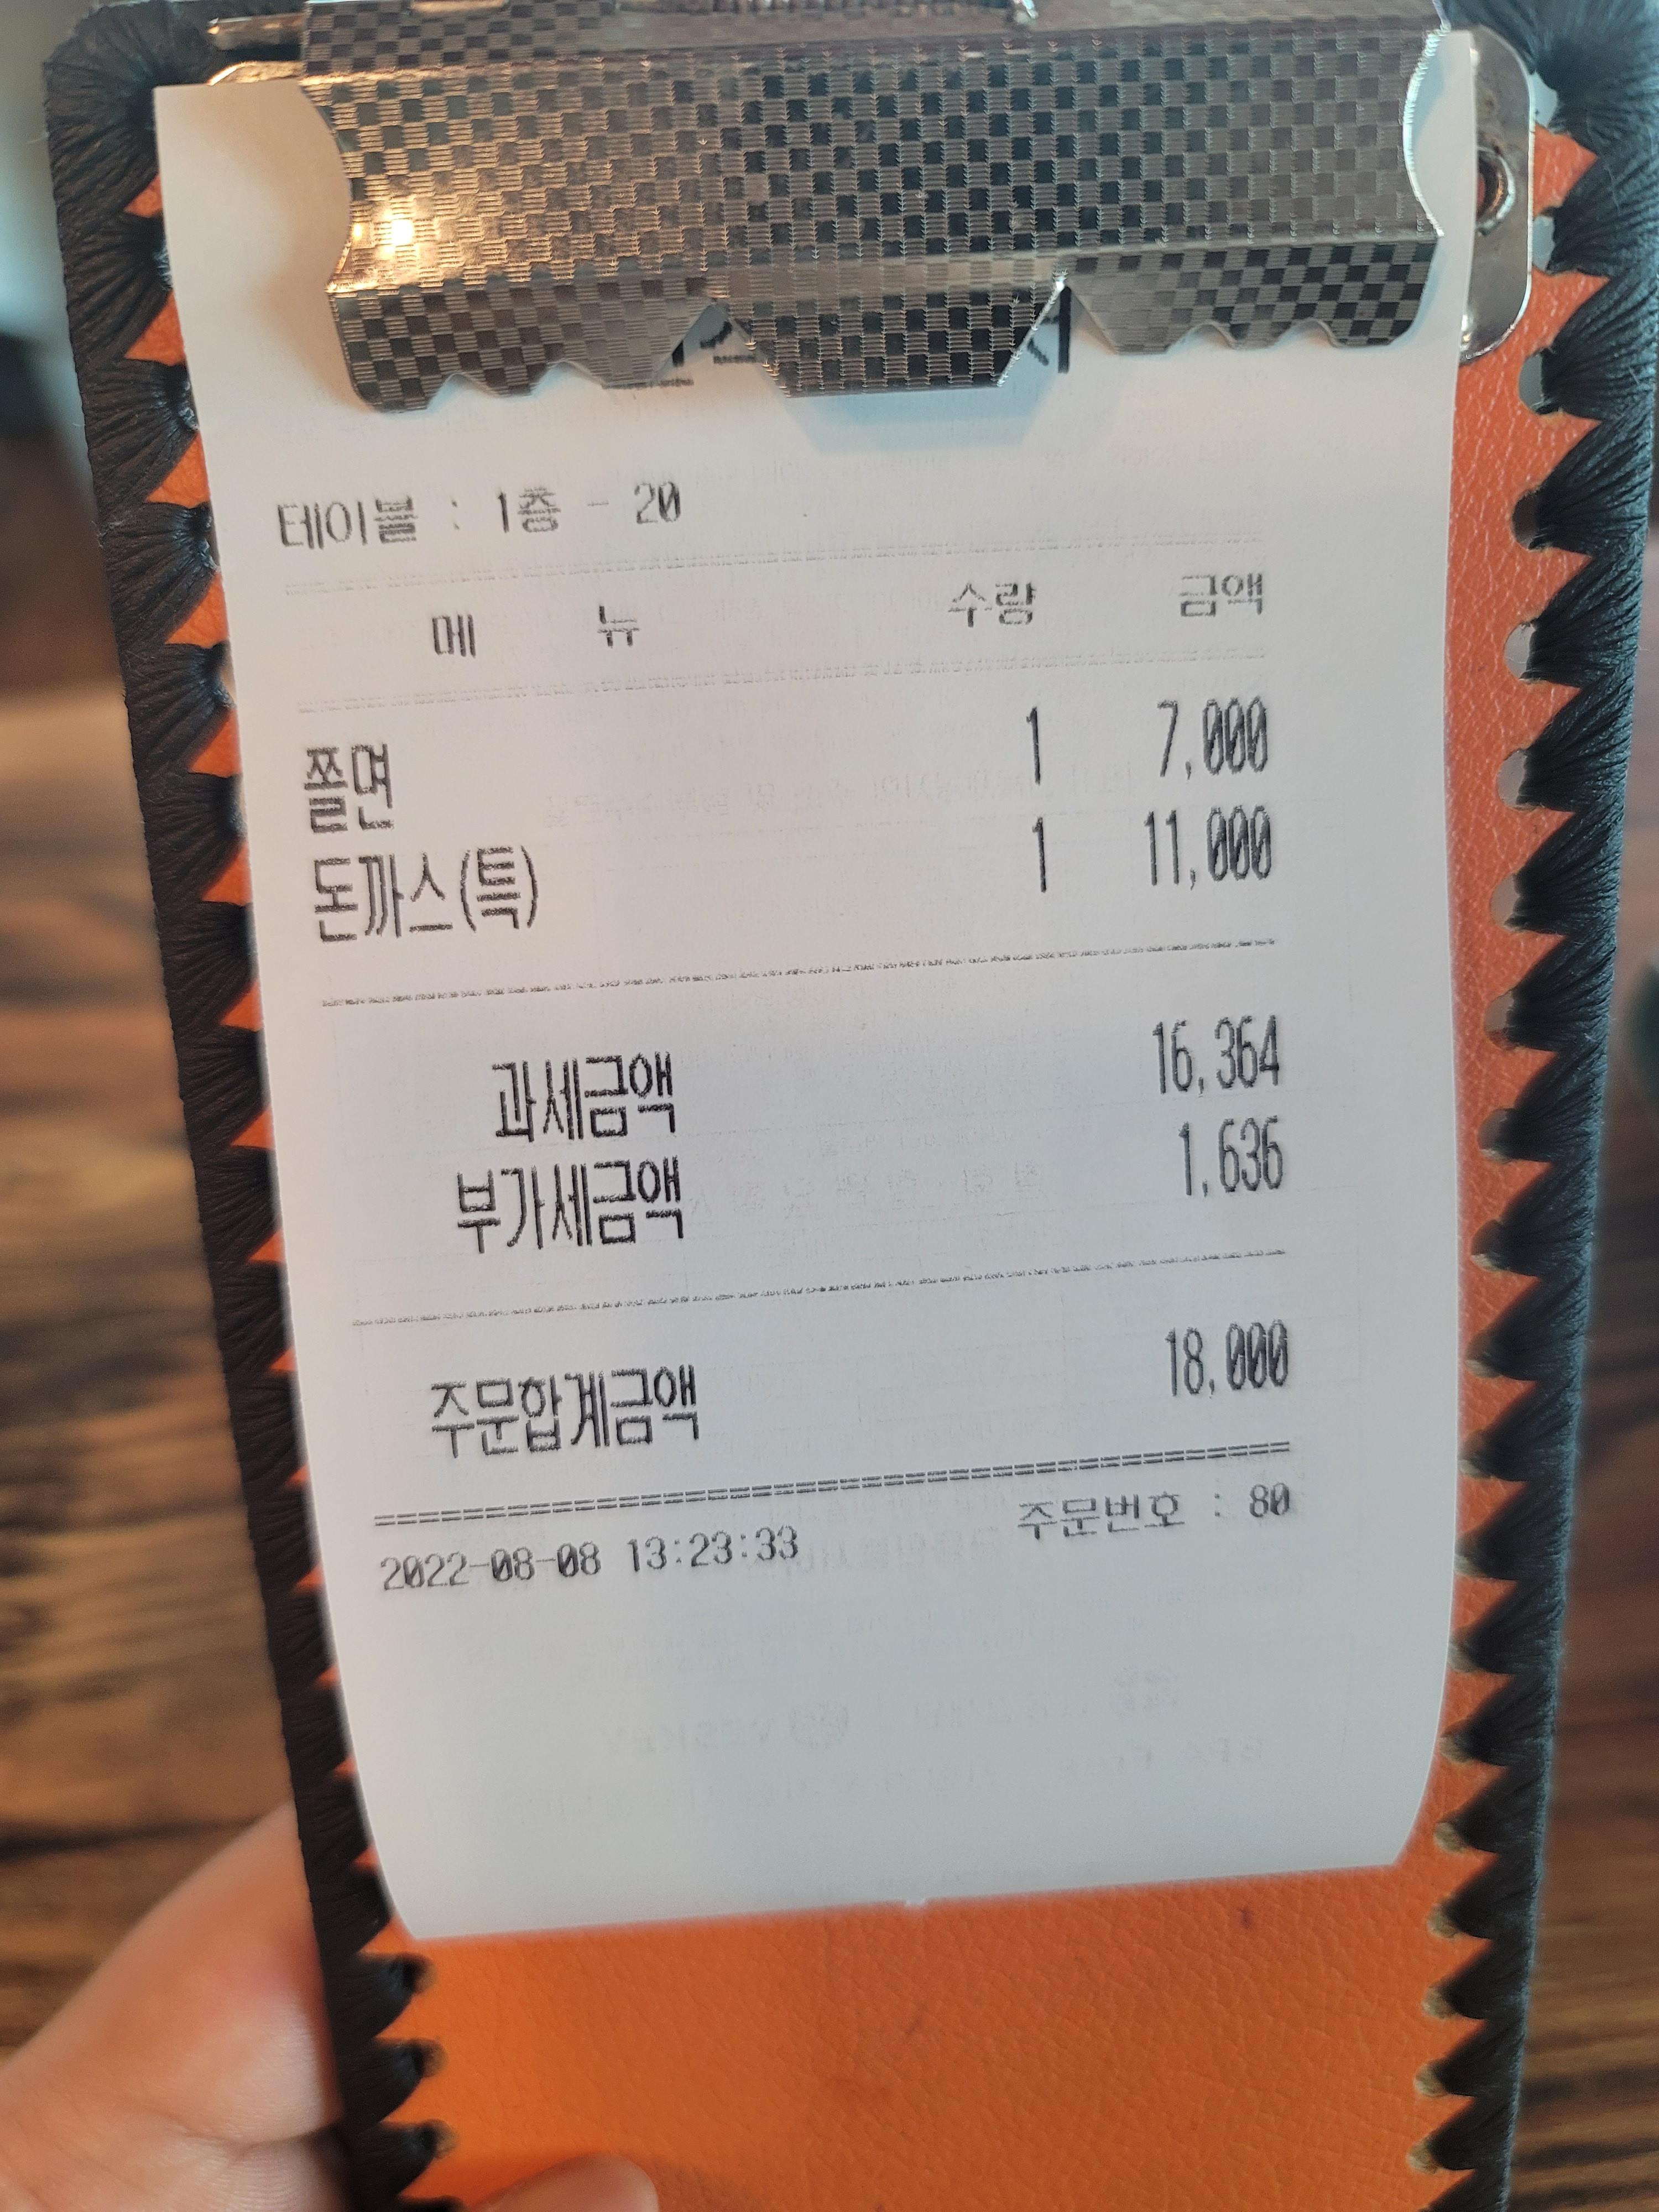 테이블 : 1층 - 20
메 뉴 수량 금액
쫄면 1 7,000
돈까스(특) 1 11,000
과세금액 16,364
부가세금액 1,636
주문합계금액 18,000
2022-08-08 13:23:33 주문번호 : 80